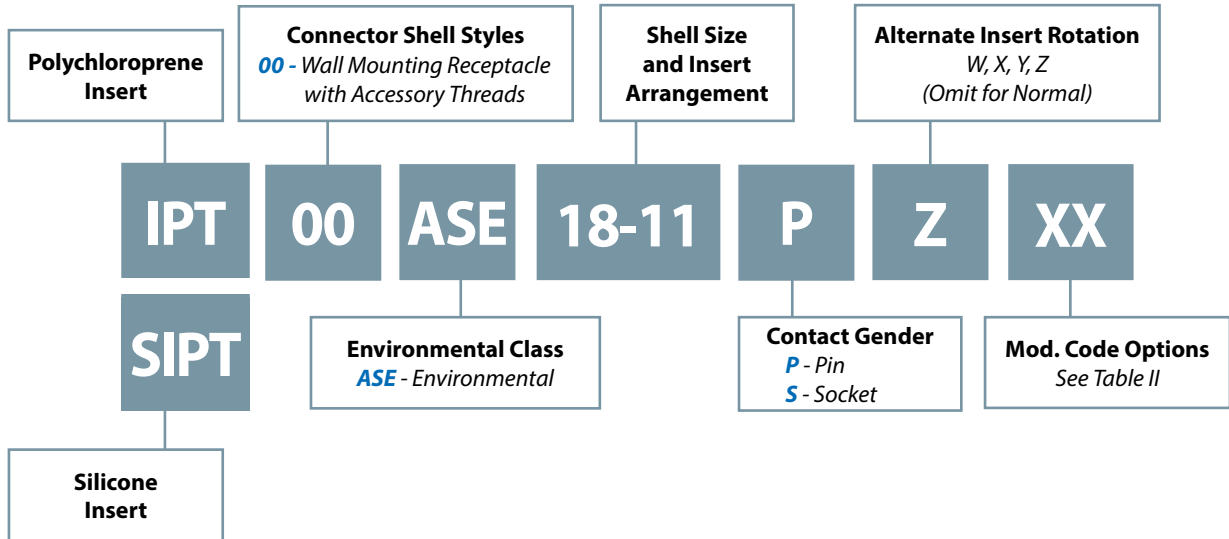 Polychloroprene
Insert
Connector Shell Styles
00 - Wall Mounting Receptacle
with Accessory Threads
Shell Size
and Insert
Arrangement
Alternate Insert Rotation
W, X, Y, Z
(Omit for Normal)
IPT 00 ASE 18-11 P Z XX
SIPT
Environmental Class
ASE - Environmental
Contact Gender
P - Pin
S - Socket
Mod. Code Options
See Table II
Silicone
Insert